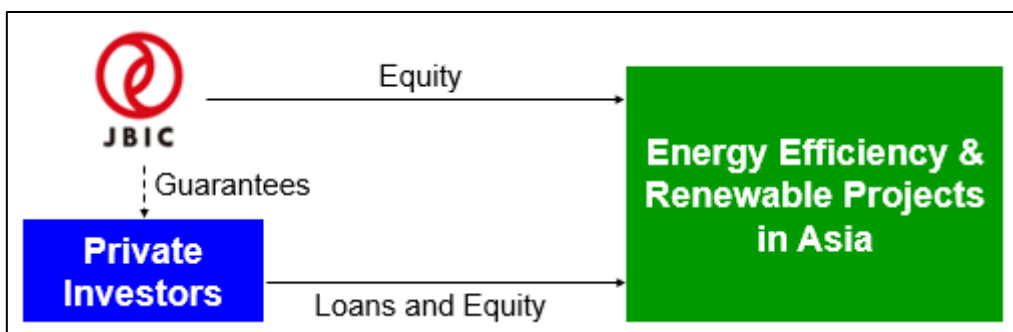 Equity
JBIC
Guarantees
Energy Efficiency &
Renewable Projects
in Asia
Private
Investors
Loans and Equity